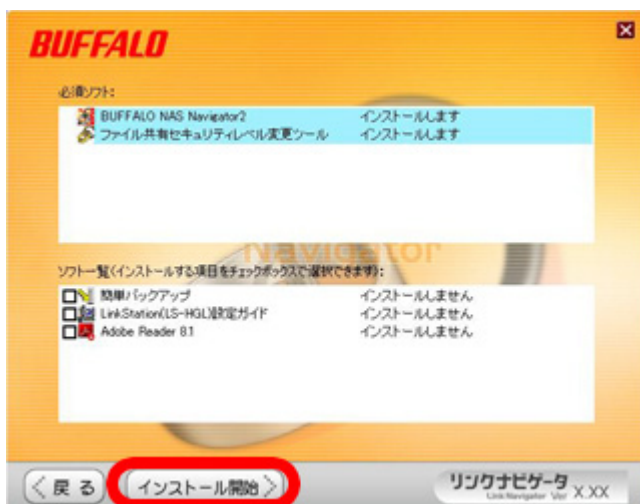 BUFFALO
必須ソフト:
BUFFALO NAS Navigator2 インストールします
ファイル共有セキュリティレベル変更ツール インストールします
Navigator
ソフト一覧(インストールする項目をチェックボックスで選択できます):
簡単バックアップ インストールしません
LinkStation(LS-HGL)設定ガイド インストールしません
Adobe Reader 8.1 インストールしません
戻る
インストール開始
リンクナビゲータ
LinkNavigator Ver X.XX